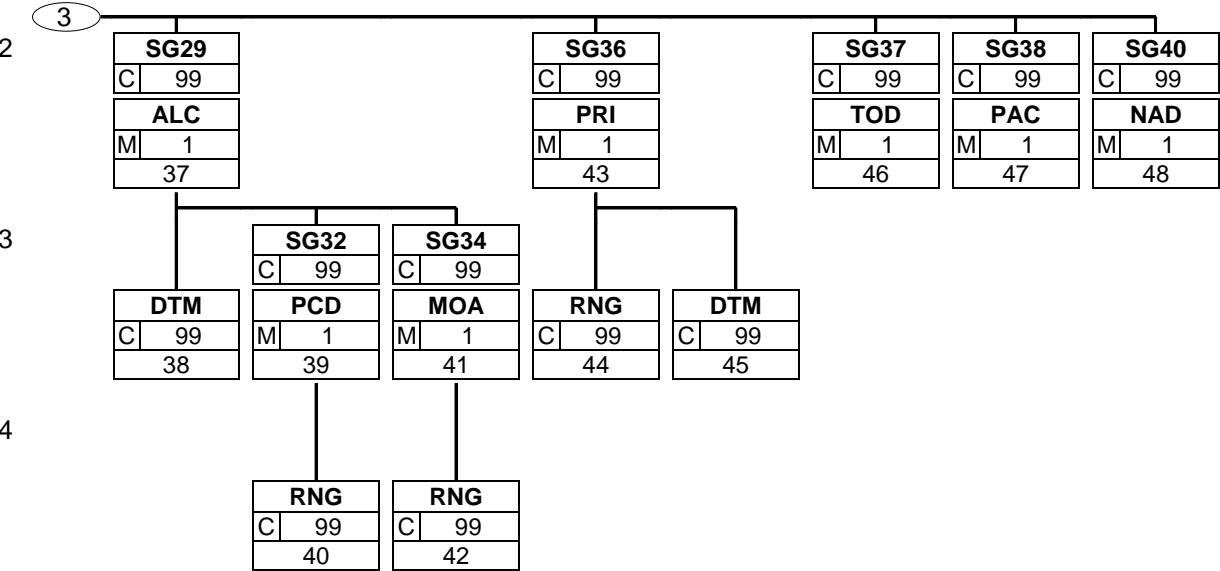 3
2
SG29 SG36 SG37 SG38 SG40
C 99 C 99 C 99 C 99 C 99
ALC PRI TOD PAC NAD
M 1 M 1 M 1 M 1 M 1
37 43 46 47 48
3
SG32 SG34
C 99 C 99
DTM PCD MOA RNG DTM
C 99 M 1 M 1 C 99 C 99
38 39 41 44 45
4
RNG RNG
C 99 C 99
40 42